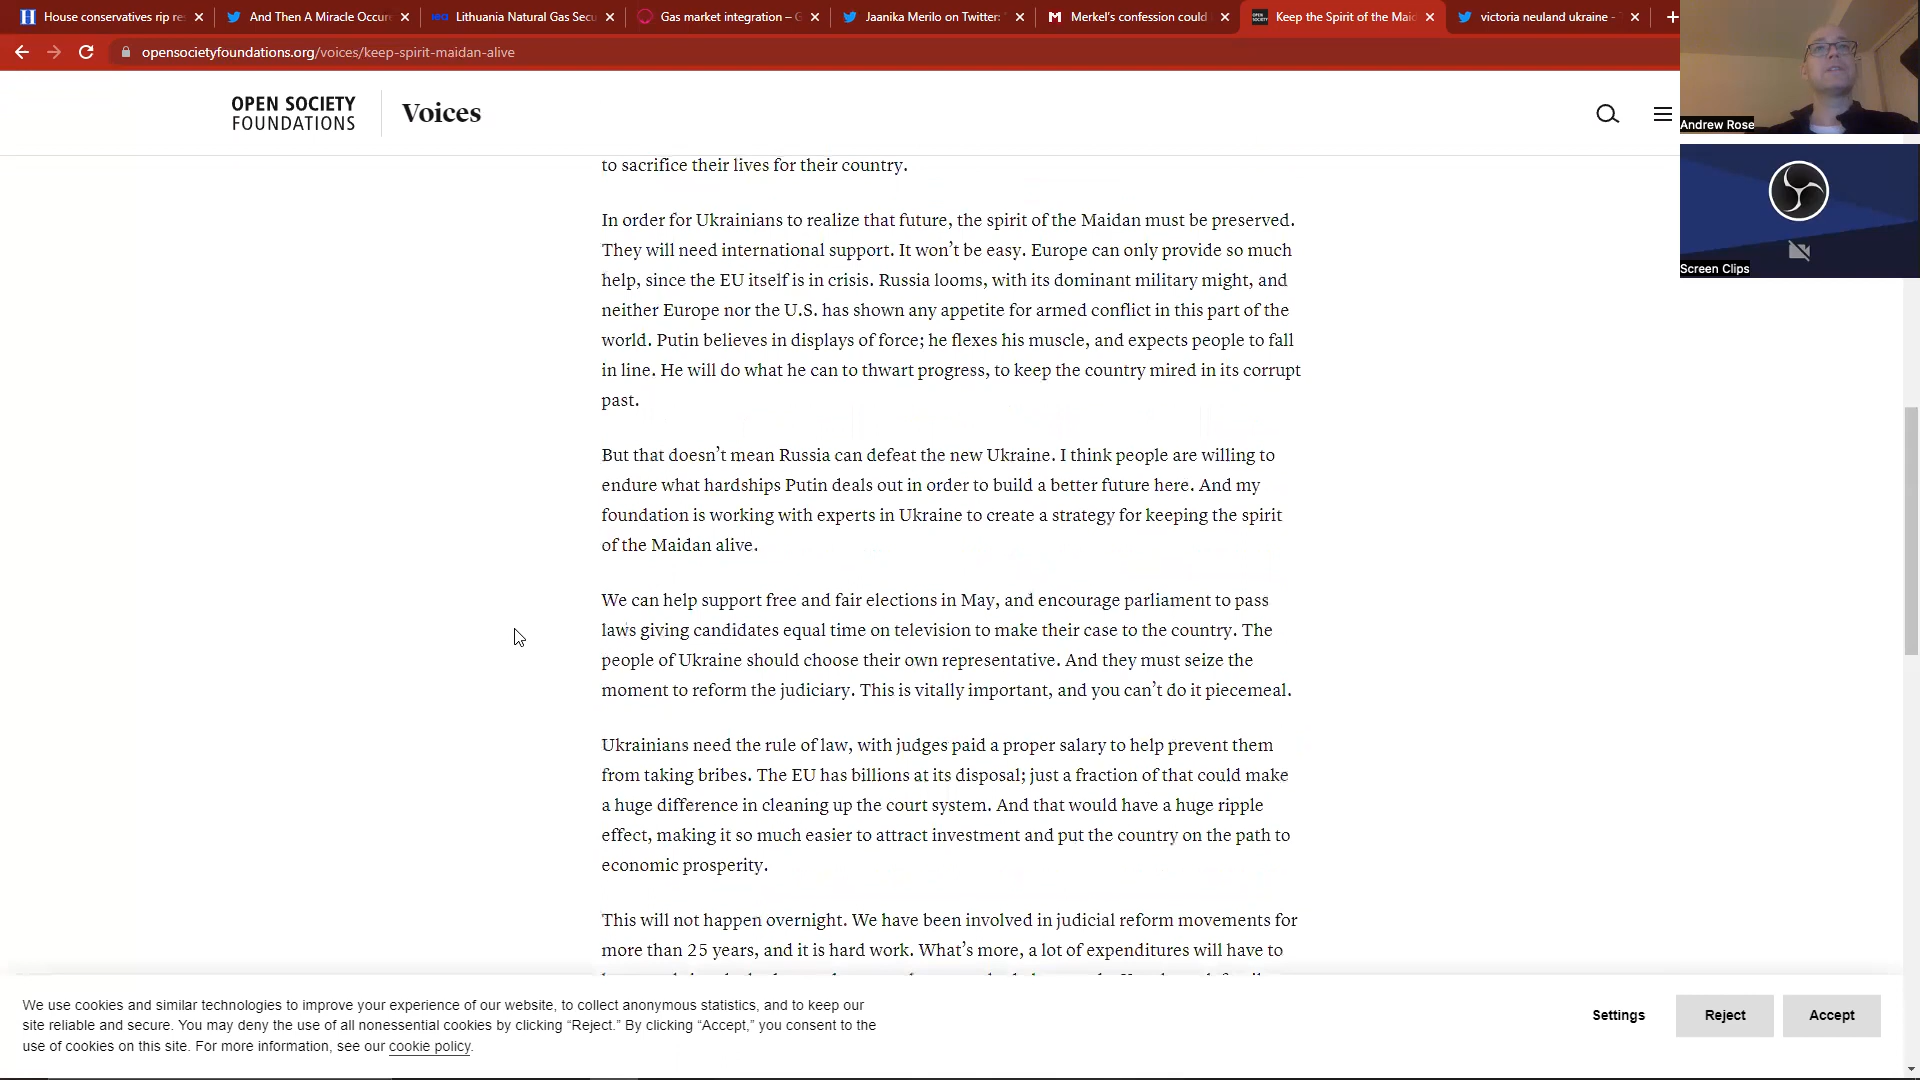 House conservatives rip re
And Then A Miracle Occur
Lithuania Natural Gas Secu
Gas market integration – G
Jaanika Merilo on Twitter:
Merkel's confession could
Keep the Spirit of the Maid
victoria neuland ukraine -
opensocietyfoundations.org/voices/keep-spirit-maidan-alive
OPEN SOCIETY
FOUNDATIONS
Voices
Andrew Rose
Screen Clips
to sacrifice their lives for their country.
In order for Ukrainians to realize that future, the spirit of the Maidan must be preserved.
They will need international support. It won’t be easy. Europe can only provide so much
help, since the EU itself is in crisis. Russia looms, with its dominant military might, and
neither Europe nor the U.S. has shown any appetite for armed conflict in this part of the
world. Putin believes in displays of force; he flexes his muscle, and expects people to fall
in line. He will do what he can to thwart progress, to keep the country mired in its corrupt
past.
But that doesn’t mean Russia can defeat the new Ukraine. I think people are willing to
endure what hardships Putin deals out in order to build a better future here. And my
foundation is working with experts in Ukraine to create a strategy for keeping the spirit
of the Maidan alive.
We can help support free and fair elections in May, and encourage parliament to pass
laws giving candidates equal time on television to make their case to the country. The
people of Ukraine should choose their own representative. And they must seize the
moment to reform the judiciary. This is vitally important, and you can’t do it piecemeal.
Ukrainians need the rule of law, with judges paid a proper salary to help prevent them
from taking bribes. The EU has billions at its disposal; just a fraction of that could make
a huge difference in cleaning up the court system. And that would have a huge ripple
effect, making it so much easier to attract investment and put the country on the path to
economic prosperity.
This will not happen overnight. We have been involved in judicial reform movements for
more than 25 years, and it is hard work. What’s more, a lot of expenditures will have to
We use cookies and similar technologies to improve your experience of our website, to collect anonymous statistics, and to keep our
site reliable and secure. You may deny the use of all nonessential cookies by clicking “Reject.” By clicking “Accept,” you consent to the
use of cookies on this site. For more information, see our cookie policy.
Settings
Reject
Accept